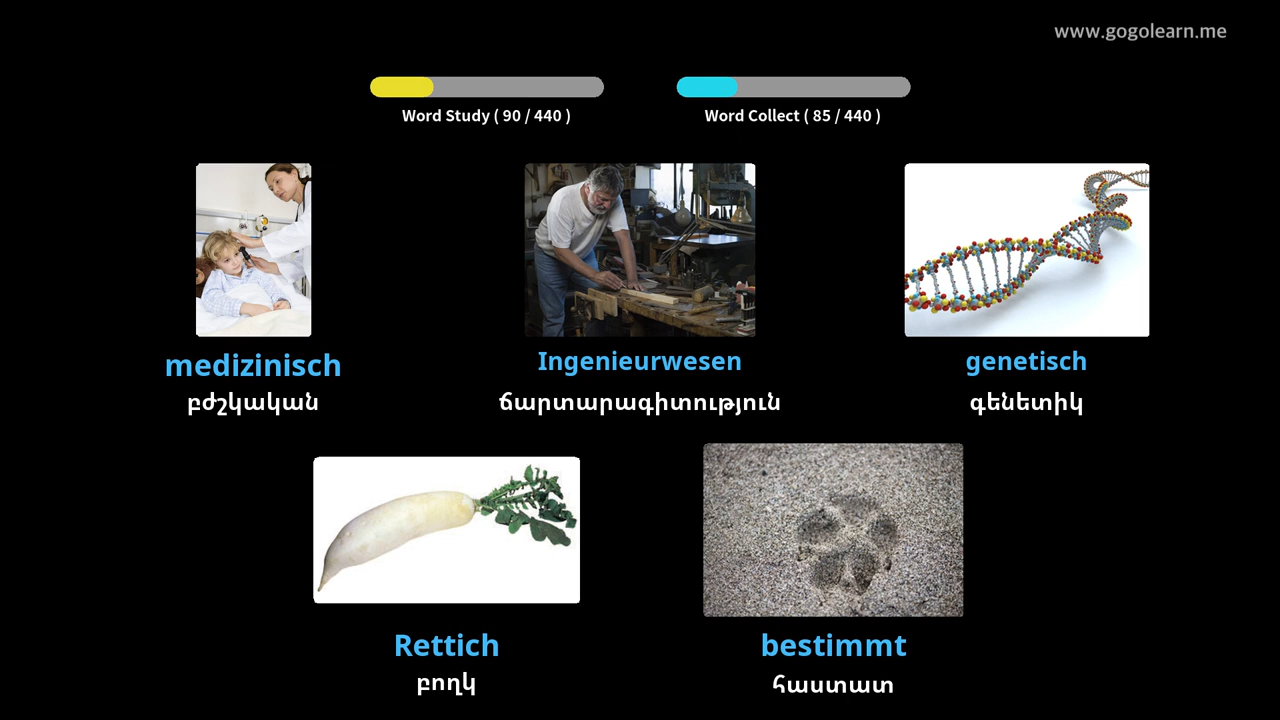 www.gogolearn.me
Word Study ( 90 / 440 )
Word Collect ( 85 / 440 )
medizinisch
բժշկական
Ingenieurwesen
ճարտարագիտություն
genetisch
գենետիկ
Rettich
բողկ
bestimmt
հաստատ